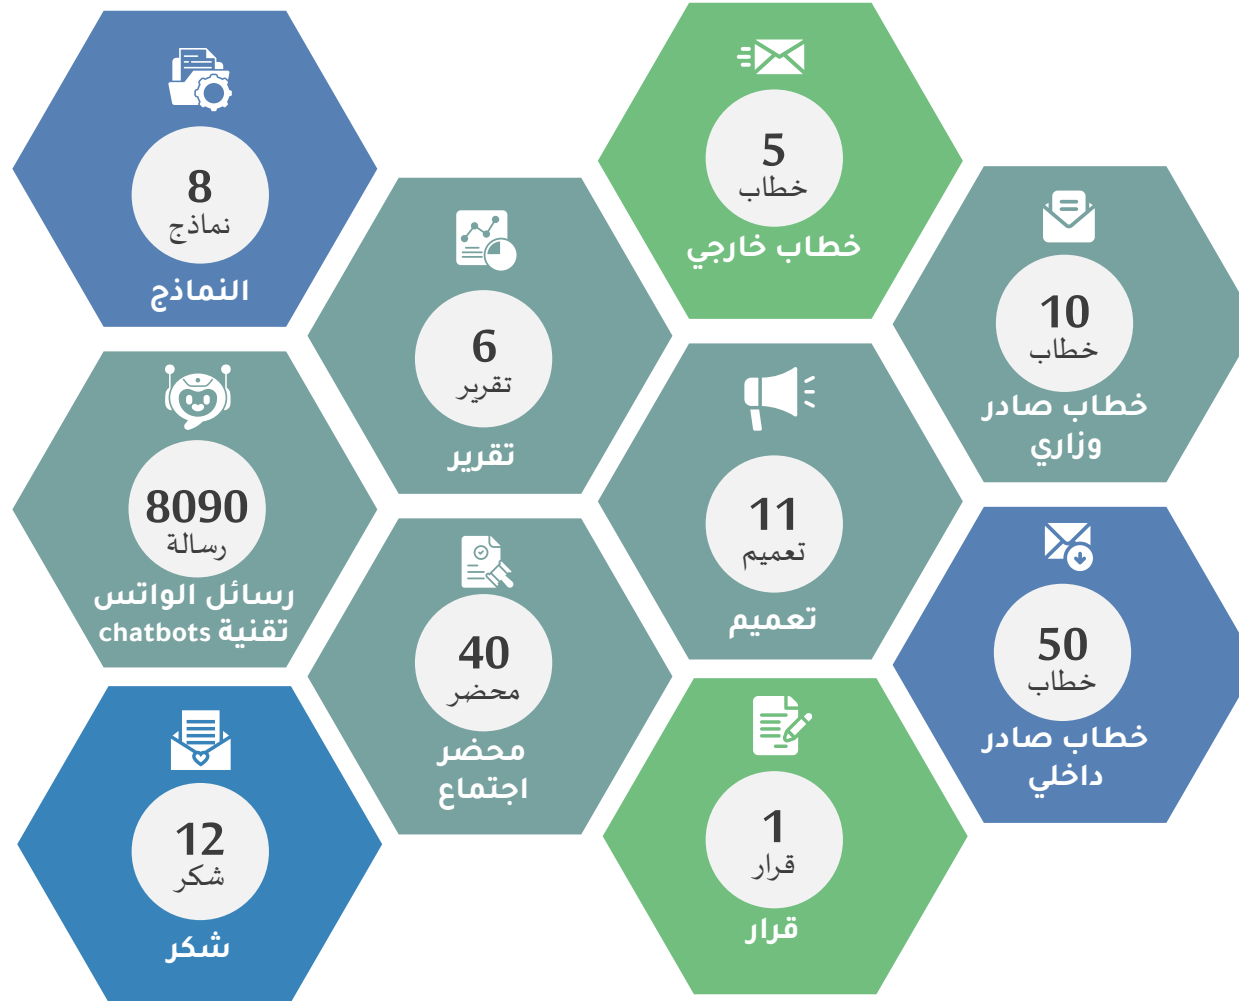 5
خطاب
خطاب خارجي
10
خطاب
خطاب صادر
وزاري
8
نماذج
النماذج
6
تقرير
تقرير
11
تعميم
تعميم
50
خطاب
خطاب صادر
داخلي
8090
رسالة
رسائل الواتس
تقنية chatbots
40
محضر
محضر
اجتماع
1
قرار
قرار
12
شكر
شكر